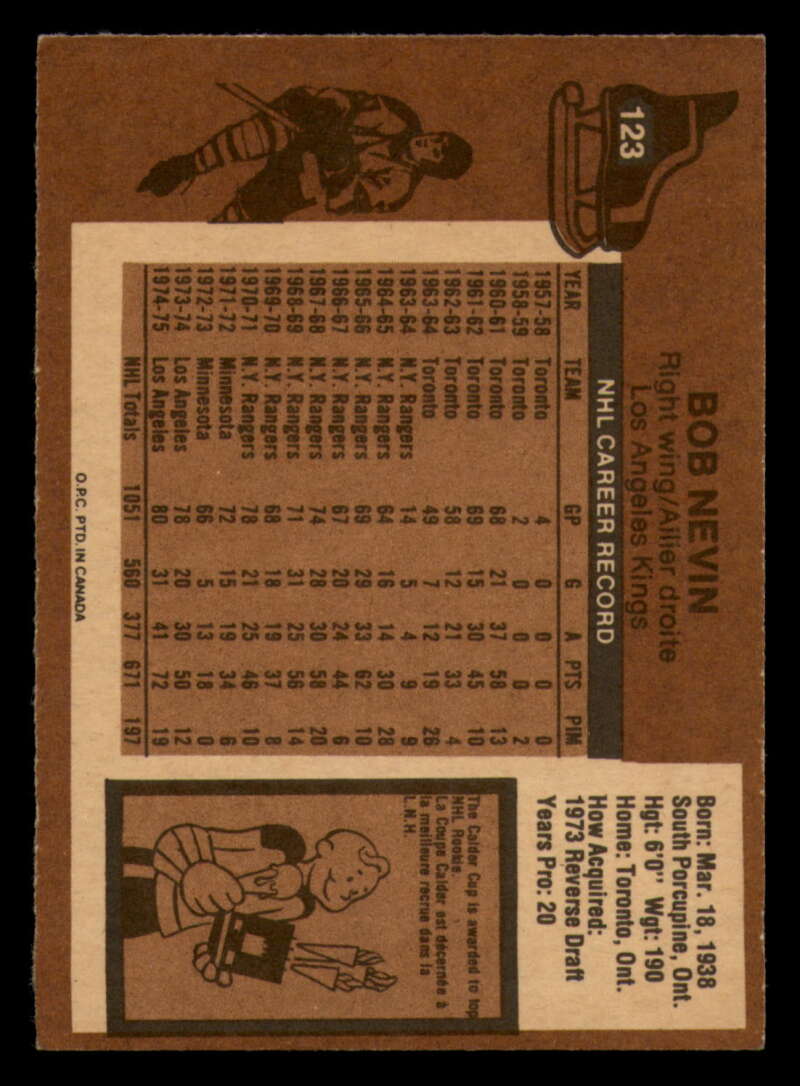 123
BOB NEVIN
Right wing/Ailier droite
Los Angeles Kings
Born: Mar. 18, 1938
South Porcupine, Ont.
Hgt: 6'0" Wgt: 190
Home: Toronto, Ont.
How Acquired:
1973 Reverse Draft
Years Pro: 20
NHL CAREER RECORD
YEAR TEAM GP G A PTS PIM
1957-58 Toronto 4 0 0 0 0
1958-59 Toronto 2 0 0 0 2
1960-61 Toronto 68 21 37 58 13
1961-62 Toronto 69 15 30 45 10
1962-63 Toronto 58 12 21 33 4
1963-64 Toronto 49 7 12 19 26
1963-64 N.Y. Rangers 14 5 4 9 9
1964-65 N.Y. Rangers 64 16 14 30 28
1965-66 N.Y. Rangers 69 29 33 62 10
1966-67 N.Y. Rangers 67 20 24 44 6
1967-68 N.Y. Rangers 74 28 30 58 20
1968-69 N.Y. Rangers 71 31 25 56 14
1969-70 N.Y. Rangers 68 18 19 37 8
1970-71 N.Y. Rangers 78 21 25 46 10
1971-72 Minnesota 72 15 19 34 6
1972-73 Minnesota 66 5 13 18 0
1973-74 Los Angeles 78 20 30 50 12
1974-75 Los Angeles 80 31 41 72 19
NHL Totals 1051 560 377 671 197
The Calder Cup is awarded to top
NHL Rookie.
La Coupe Calder est décernée à
la meilleure recrue dans la
L.N.H.
O.P.C. PTD. IN CANADA